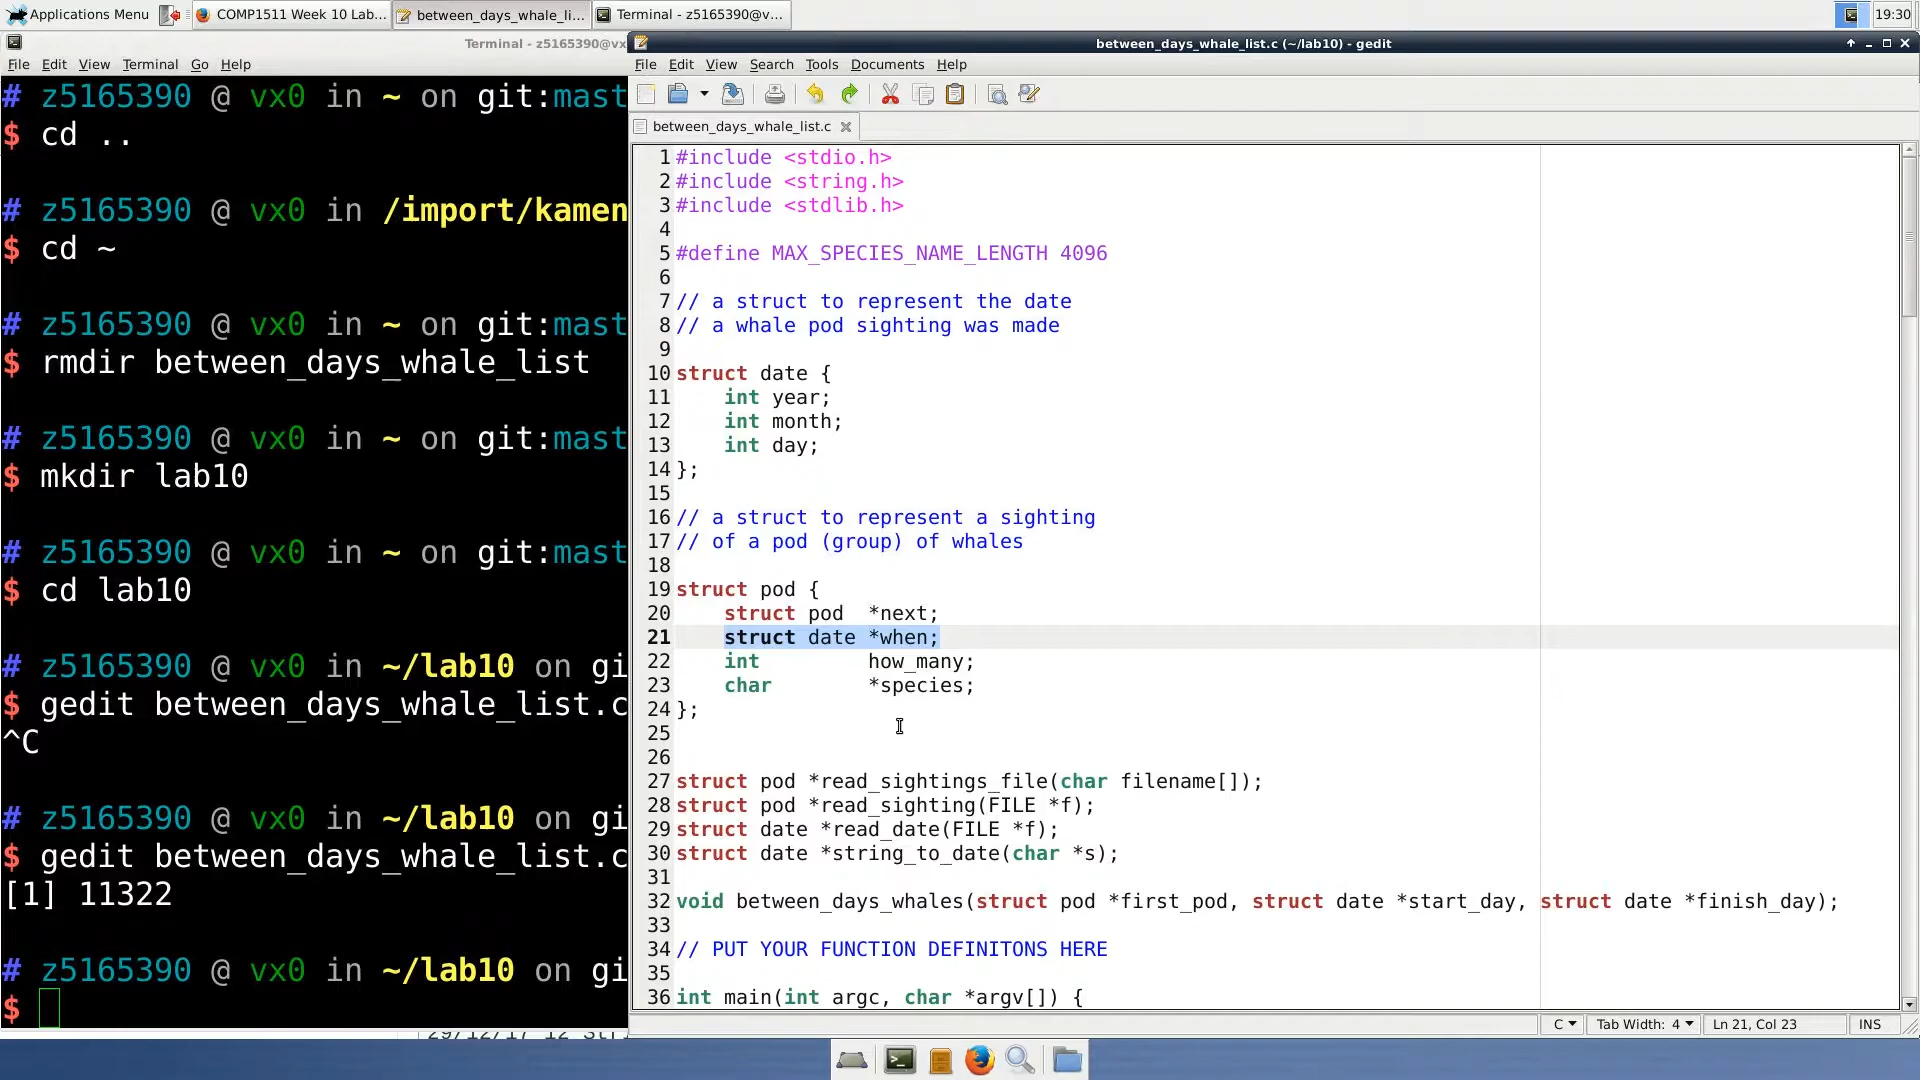 Applications Menu
COMP1511 Week 10 Lab...
between_days_whale_li...
Terminal - z5165390@v...
19:30
Terminal - z5165390@vx
File Edit View Terminal Go Help
# z5165390 @ vx0 in ~ on git:mast
$ cd ..
# z5165390 @ vx0 in /import/kamen
$ cd ~
# z5165390 @ vx0 in ~ on git:mast
$ rmdir between_days_whale_list
# z5165390 @ vx0 in ~ on git:mast
$ mkdir lab10
# z5165390 @ vx0 in ~ on git:mast
$ cd lab10
# z5165390 @ vx0 in ~/lab10 on gi
$ gedit between_days_whale_list.c
^C
# z5165390 @ vx0 in ~/lab10 on gi
$ gedit between_days_whale_list.c
[1] 11322
# z5165390 @ vx0 in ~/lab10 on gi
$
between_days_whale_list.c (~/lab10) - gedit
File Edit View Search Tools Documents Help
between_days_whale_list.c
1 #include <stdio.h>
2 #include <string.h>
3 #include <stdlib.h>
4
5 #define MAX_SPECIES_NAME_LENGTH 4096
6
7 // a struct to represent the date
8 // a whale pod sighting was made
9
10 struct date {
11     int year;
12     int month;
13     int day;
14 };
15
16 // a struct to represent a sighting
17 // of a pod (group) of whales
18
19 struct pod {
20     struct pod  *next;
21     struct date *when;
22     int         how_many;
23     char        *species;
24 };
25
26
27 struct pod *read_sightings_file(char filename[]);
28 struct pod *read_sighting(FILE *f);
29 struct date *read_date(FILE *f);
30 struct date *string_to_date(char *s);
31
32 void between_days_whales(struct pod *first_pod, struct date *start_day, struct date *finish_day);
33
34 // PUT YOUR FUNCTION DEFINITONS HERE
35
36 int main(int argc, char *argv[]) {
C
Tab Width: 4
Ln 21, Col 23
INS